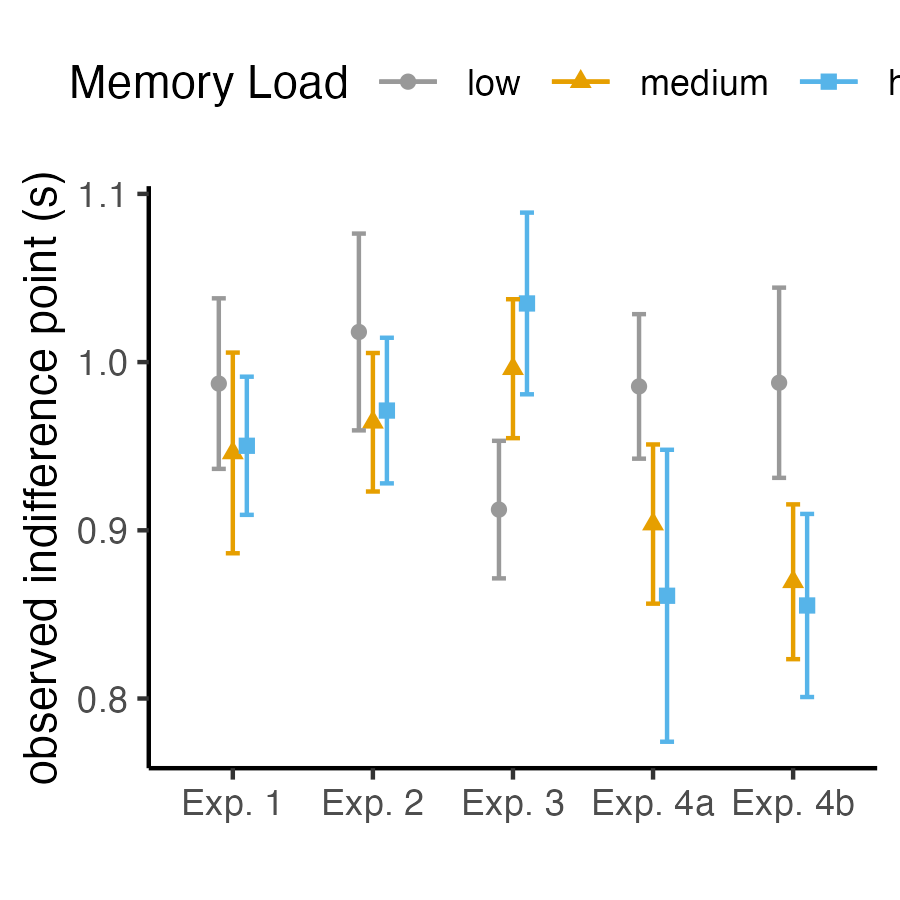 Memory Load low medium h
observed indifference point (s)
1.1
1.0
0.9
0.8
Exp. 1 Exp. 2 Exp. 3 Exp. 4a Exp. 4b